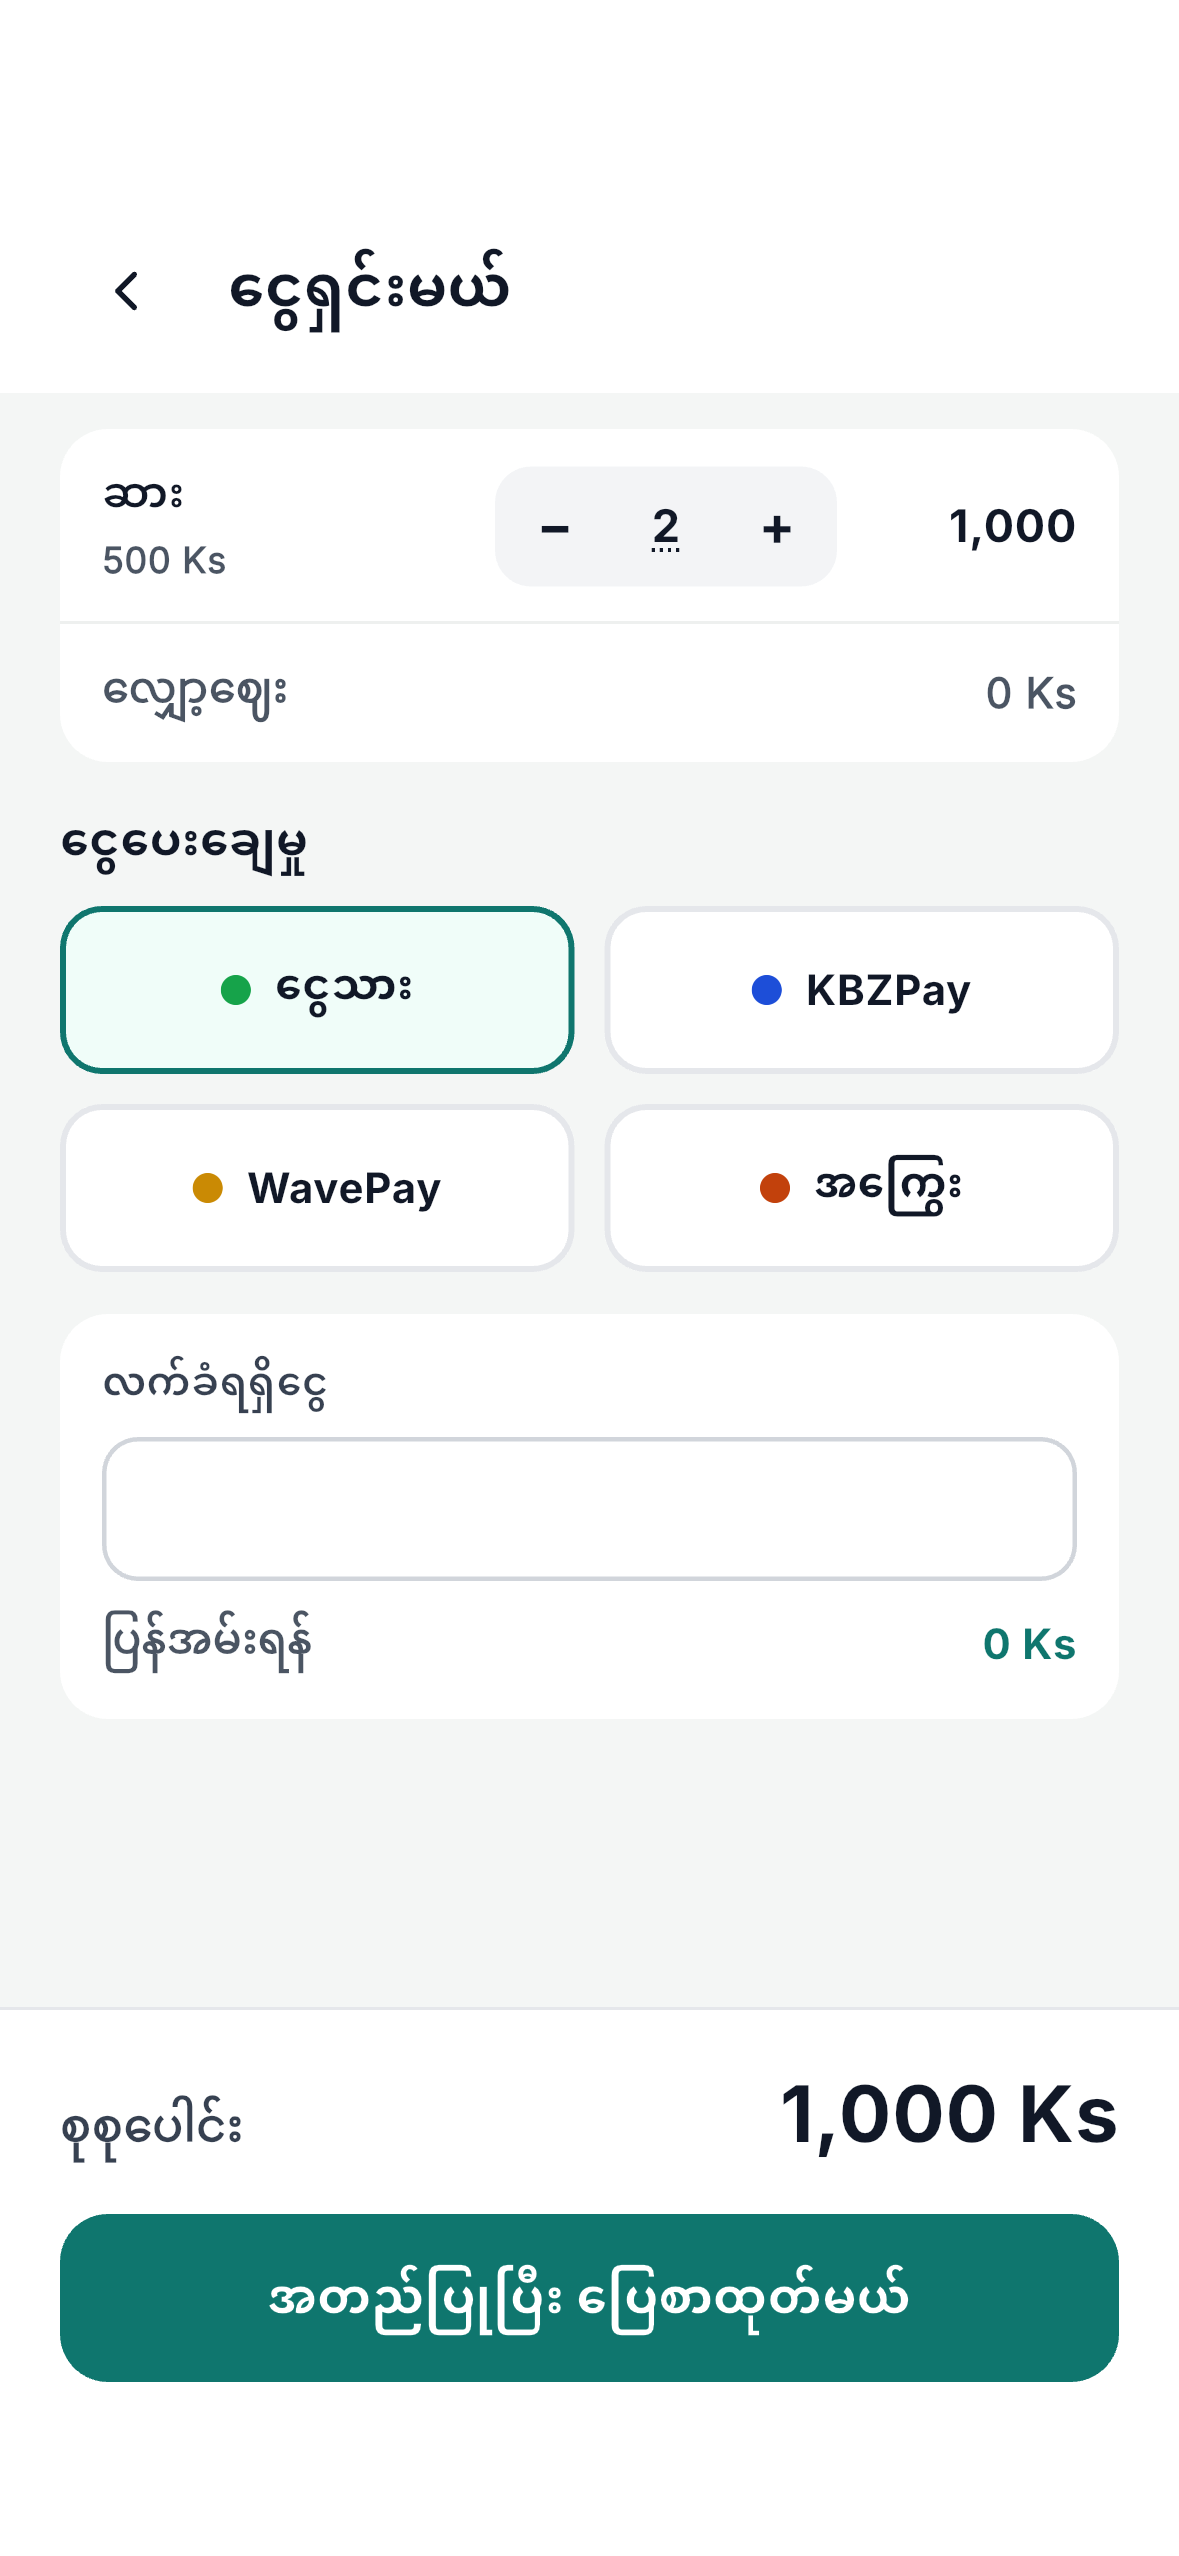 ငွေရှင်းမယ်
ဆား
500 Ks
− 2 +
1,000
လျှော့ဈေး
0 Ks
ငွေပေးချေမှု
ငွေသား
KBZPay
WavePay
အကြွေး
လက်ခံရရှိငွေ
ပြန်အမ်းရန်
0 Ks
စုစုပေါင်း
1,000 Ks
အတည်ပြုပြီး ပြေစာထုတ်မယ်